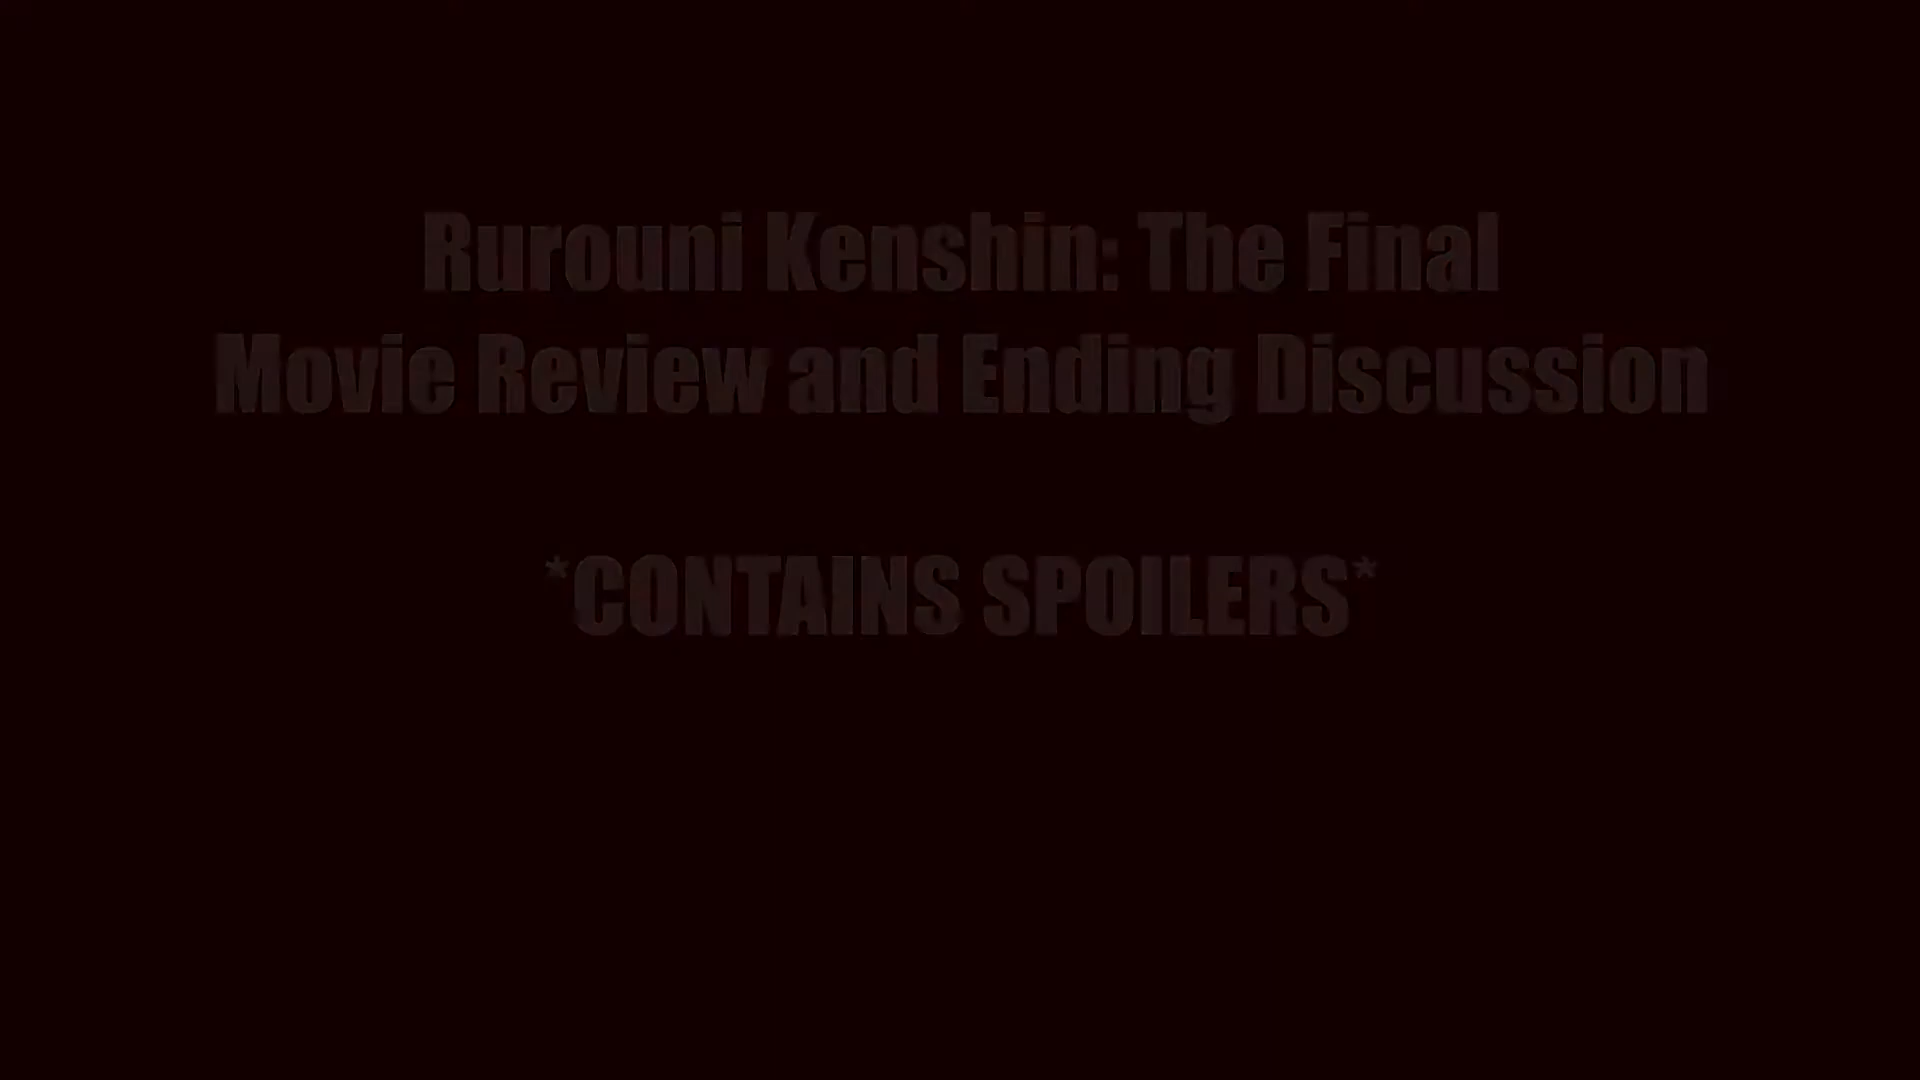 Rurouni Kenshin: The Final
Movie Review and Ending Discussion
*CONTAINS SPOILERS*